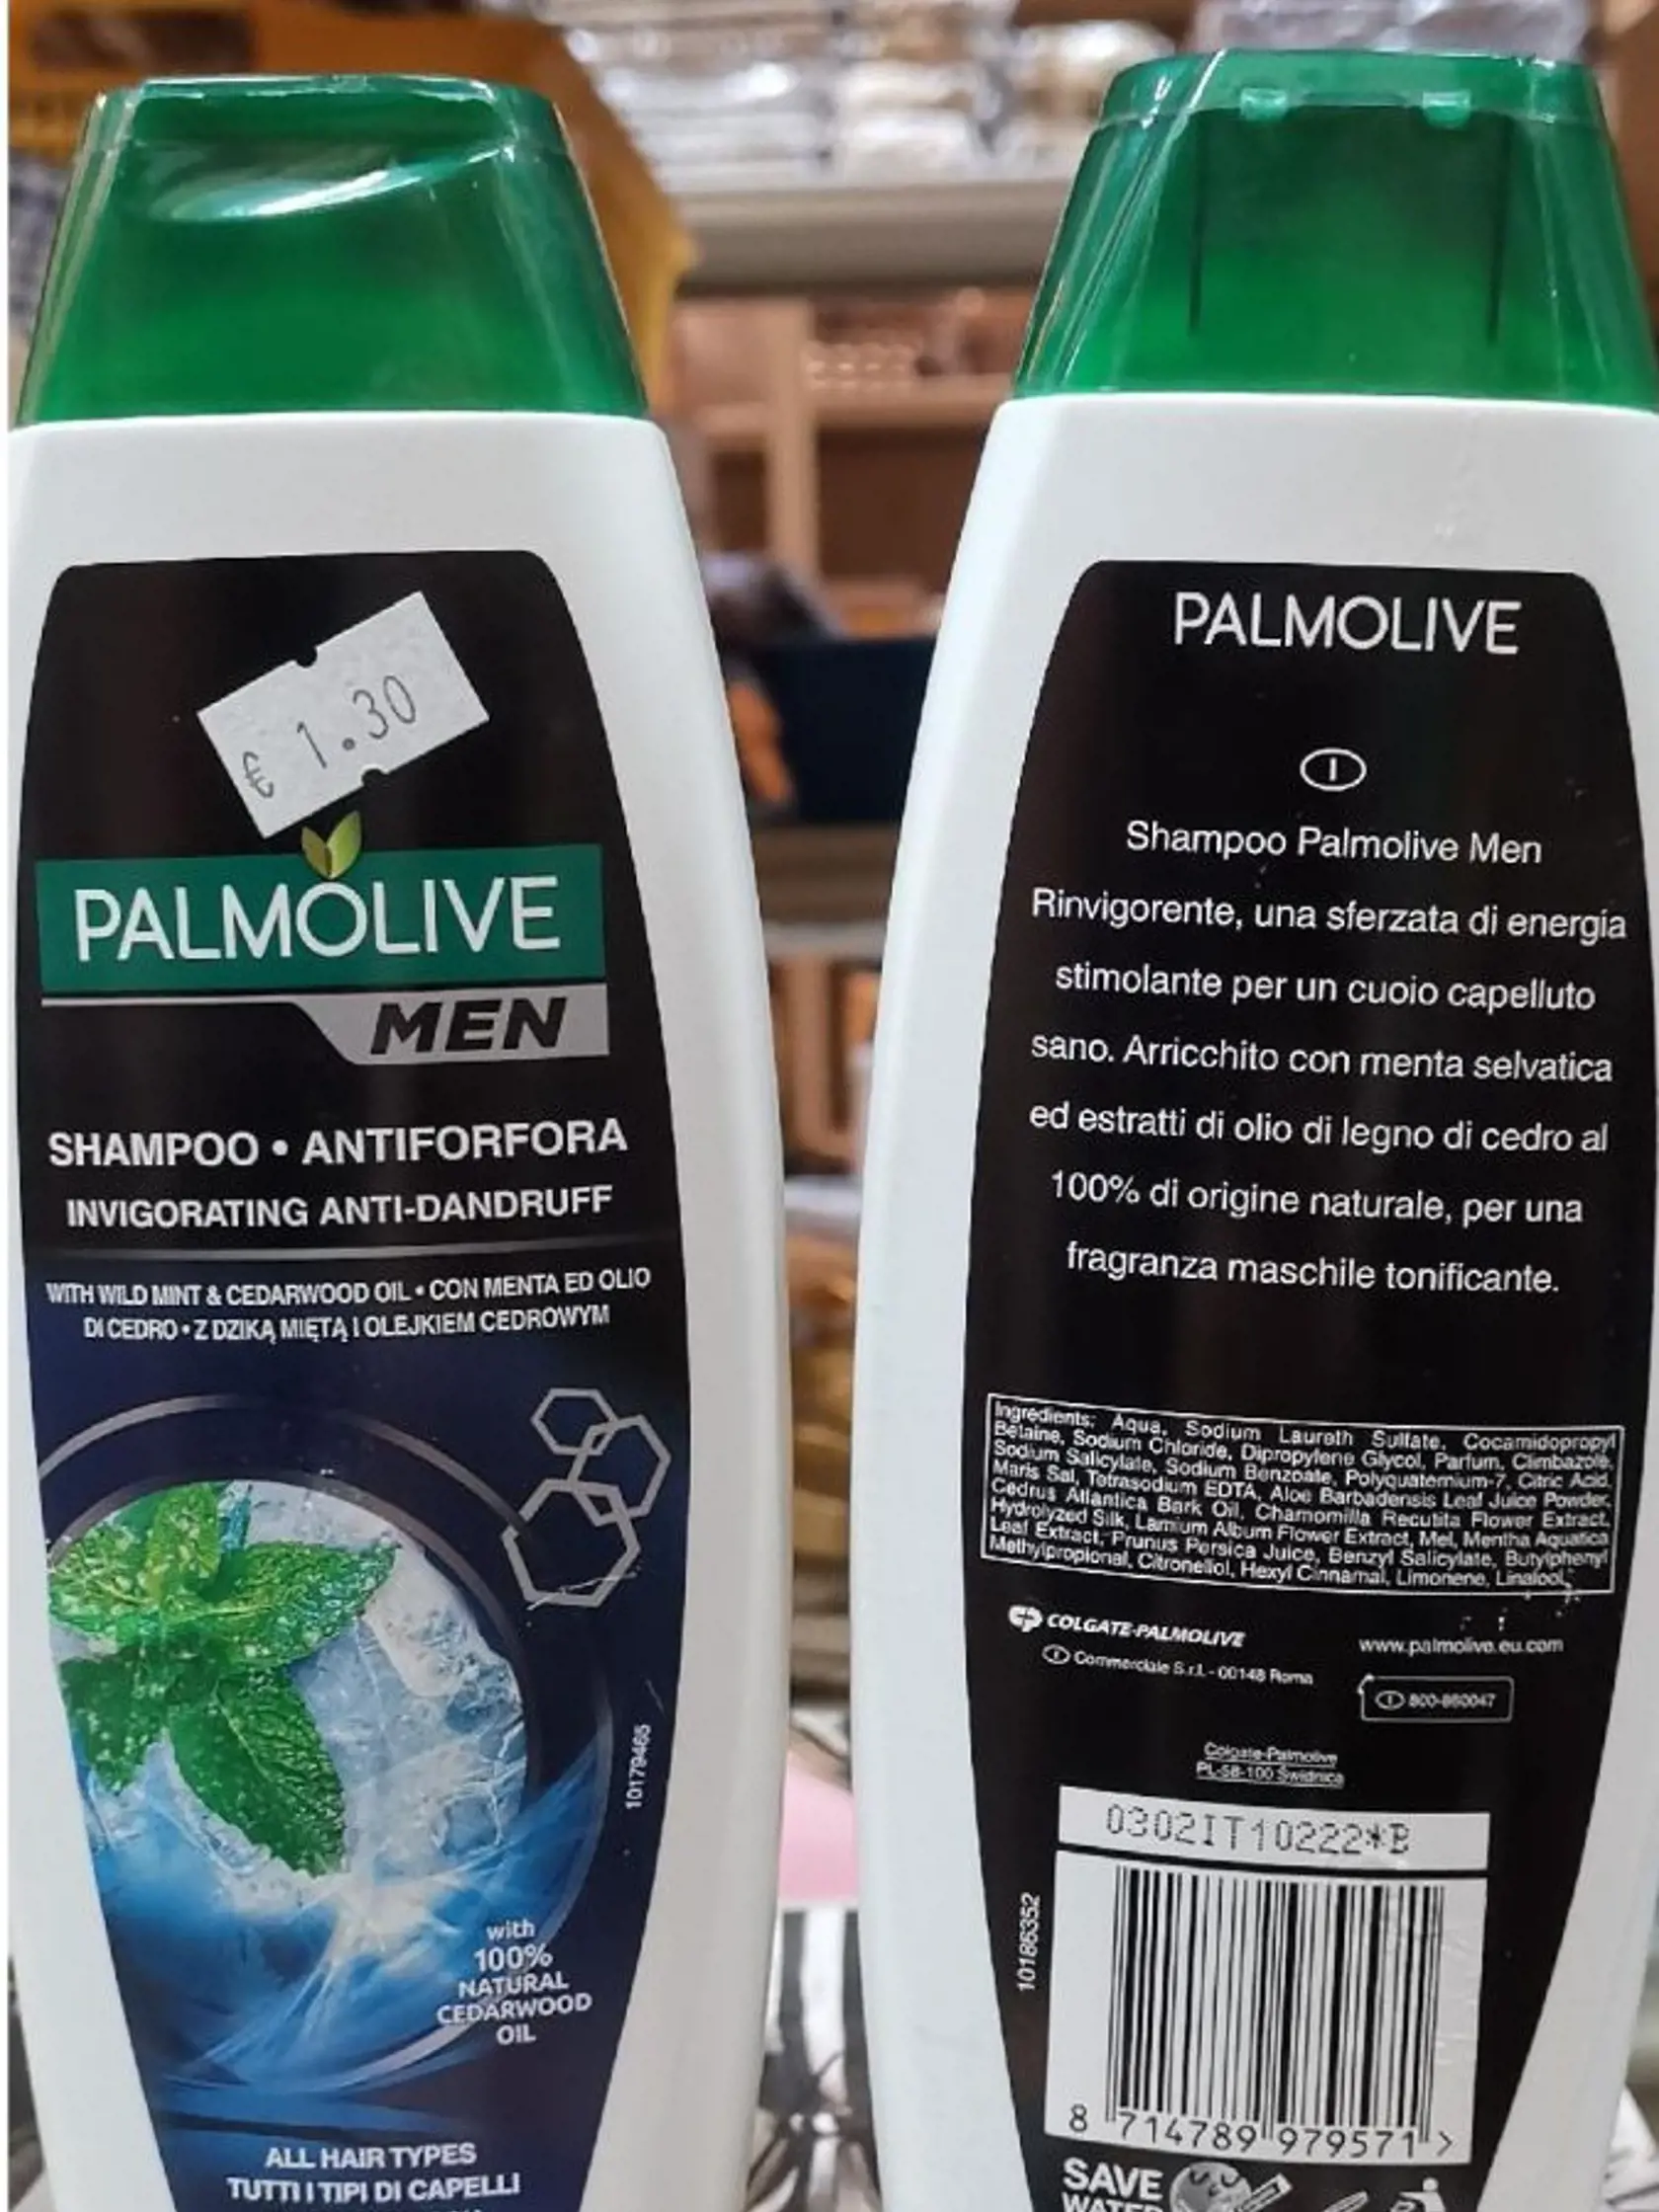 € 1.30
PALMOLIVE
MEN
SHAMPOO • ANTIFORFORA
INVIGORATING ANTI-DANDRUFF
WITH WILD MINT & CEDARWOOD OIL • CON MENTA ED OLIO
DI CEDRO • Z DZIKĄ MIĘTĄ I OLEJKIEM CEDROWYM
10179465
with
100%
NATURAL
CEDARWOOD
OIL
ALL HAIR TYPES
TUTTI I TIPI DI CAPELLI
PALMOLIVE
I
Shampoo Palmolive Men
Rinvigorente, una sferzata di energia
stimolante per un cuoio capelluto
sano. Arricchito con menta selvatica
ed estratti di olio di legno di cedro al
100% di origine naturale, per una
fragranza maschile tonificante.
Ingredients: Aqua, Sodium Laureth Sulfate, Cocamidopropyl
Betaine, Sodium Chloride, Dipropylene Glycol, Parfum, Climbazole,
Sodium Salicylate, Sodium Benzoate, Polyquaternium-7, Citric Acid,
Maris Sal, Tetrasodium EDTA, Aloe Barbadensis Leaf Juice Powder,
Cedrus Atlantica Bark Oil, Chamomilla Recutita Flower Extract,
Hydrolyzed Silk, Lamium Album Flower Extract, Mel, Mentha Aquatica
Leaf Extract, Prunus Persica Juice, Benzyl Salicylate, Butylphenyl
Methylpropional, Citronellol, Hexyl Cinnamal, Limonene, Linalool.
COLGATE-PALMOLIVE
I Commerciale S.r.l. - 00148 Roma
www.palmolive.eu.com
I 800-860047
Colgate-Palmolive
PL-58-100 Świdnica
0302IT10222*B
10186352
8 714789 979571 >
SAVE
WATER